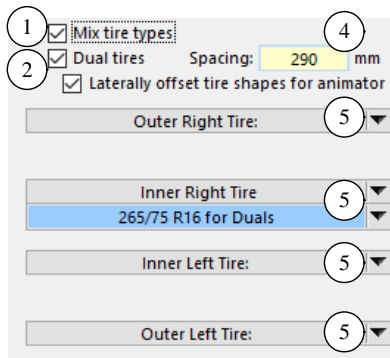 1 Mix tire types 4
2 Dual tires Spacing: 290 mm
Laterally offset tire shapes for animator
Outer Right Tire: 5
Inner Right Tire 5
265/75 R16 for Duals
Inner Left Tire: 5
Outer Left Tire: 5